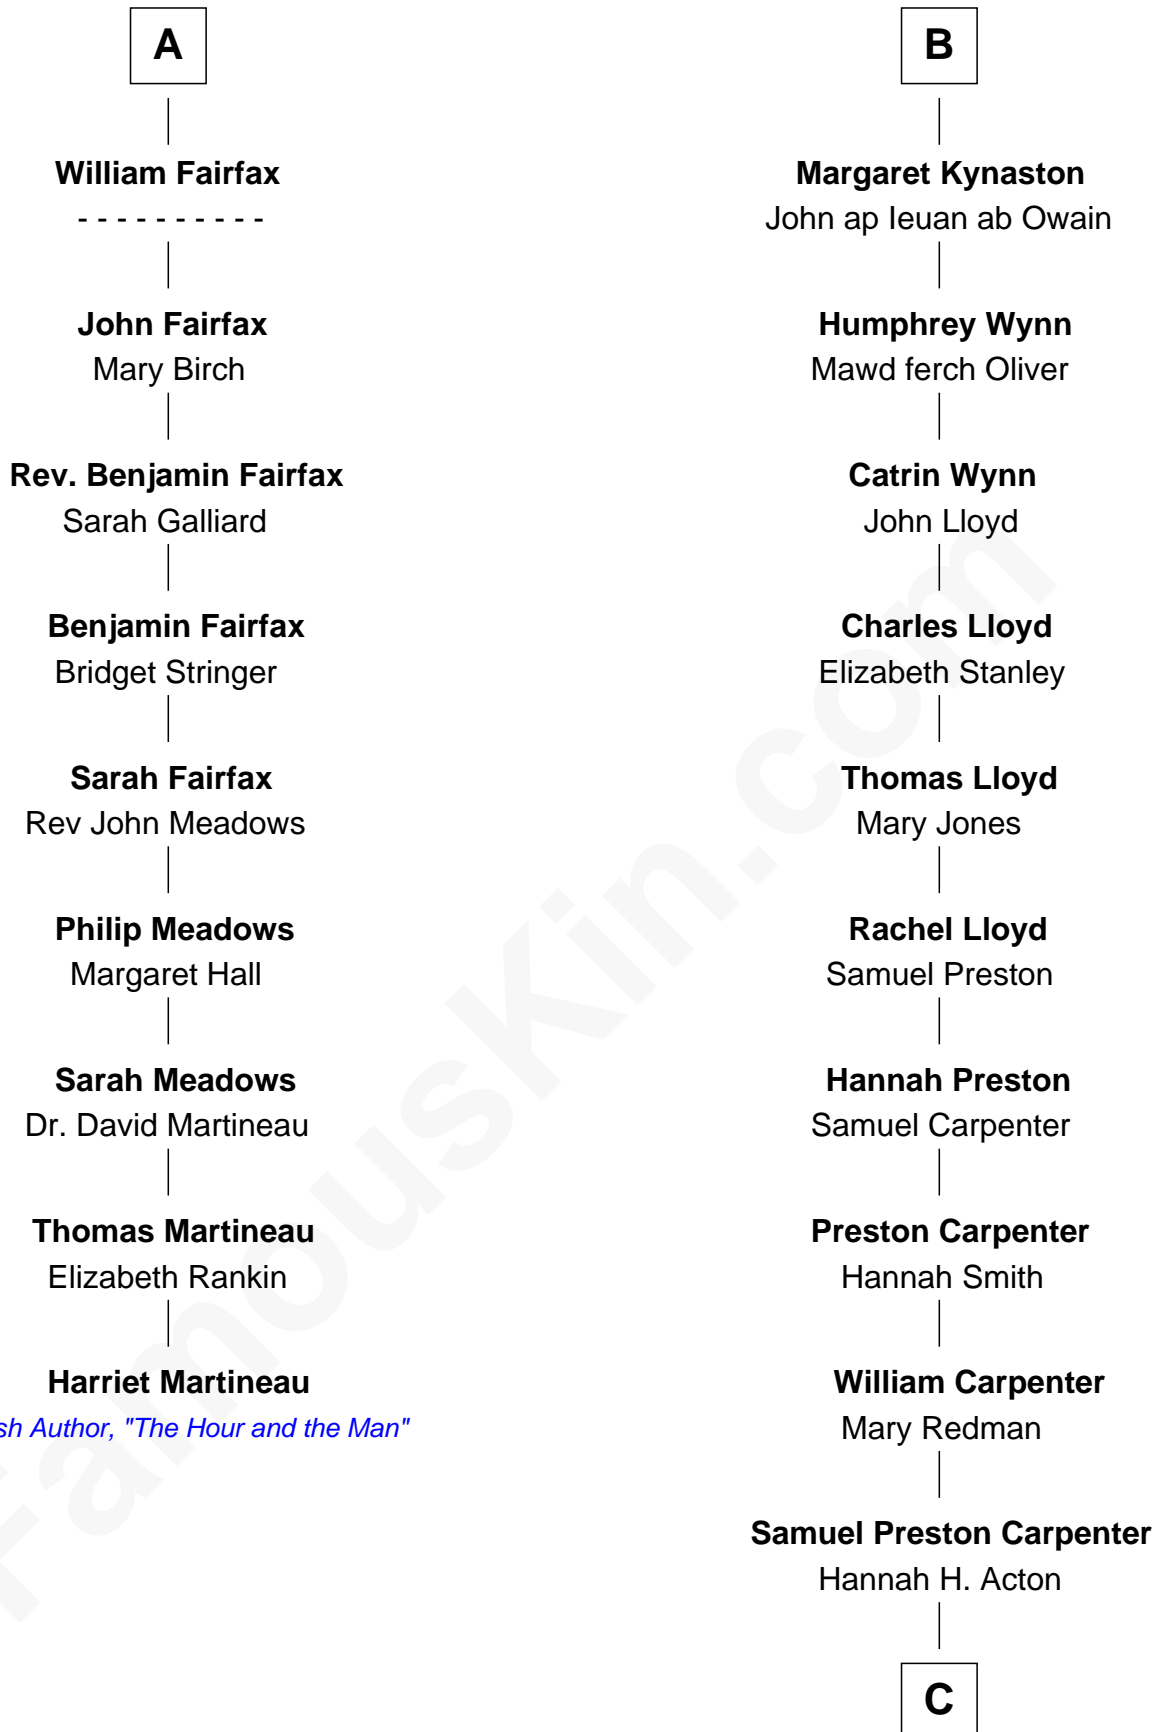 A
William Fairfax
- - - - - - - - - -
John Fairfax
Mary Birch
Rev. Benjamin Fairfax
Sarah Galliard
Benjamin Fairfax
Bridget Stringer
Sarah Fairfax
Rev John Meadows
Philip Meadows
Margaret Hall
Sarah Meadows
Dr. David Martineau
Thomas Martineau
Elizabeth Rankin
Harriet Martineau
sh Author, "The Hour and the Man"
B
Margaret Kynaston
John ap Ieuan ab Owain
Humphrey Wynn
Mawd ferch Oliver
Catrin Wynn
John Lloyd
Charles Lloyd
Elizabeth Stanley
Thomas Lloyd
Mary Jones
Rachel Lloyd
Samuel Preston
Hannah Preston
Samuel Carpenter
Preston Carpenter
Hannah Smith
William Carpenter
Mary Redman
Samuel Preston Carpenter
Hannah H. Acton
C
FamousKin.com